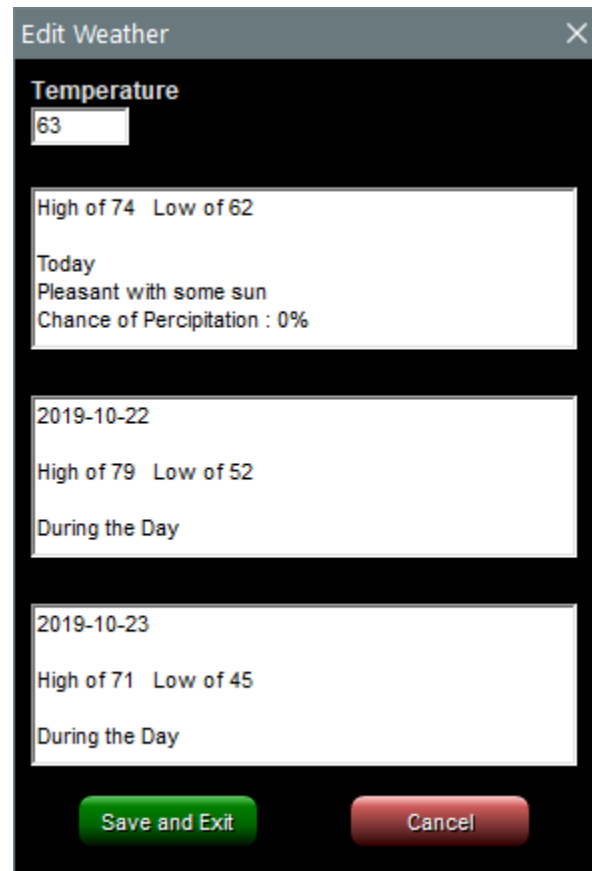 Edit Weather
Temperature
63
High of 74   Low of 62
Today
Pleasant with some sun
Chance of Percipitation : 0%
2019-10-22
High of 79   Low of 52
During the Day
2019-10-23
High of 71   Low of 45
During the Day
Save and Exit
Cancel